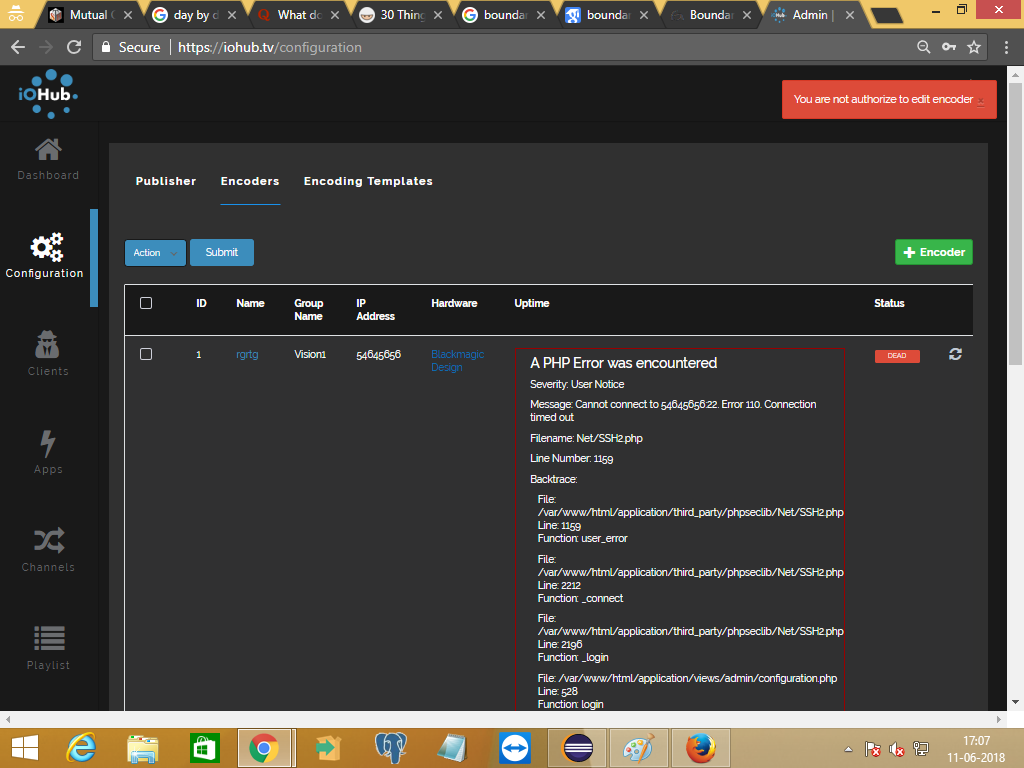 Mutual
day by d
What do
30 Thing
bounda
bounda
Boundar
Admin |
Secure
https://iohub.tv/configuration
iOHub.
You are not authorize to edit encoder ×
Dashboard
Configuration
Clients
Apps
Channels
Playlist
Publisher Encoders Encoding Templates
Action Submit
+ Encoder
ID Name Group Name IP Address Hardware Uptime Status
1 rgrtg Vision1 54645656 Blackmagic Design
DEAD
A PHP Error was encountered
Severity: User Notice
Message: Cannot connect to 54645656:22. Error 110. Connection
timed out
Filename: Net/SSH2.php
Line Number: 1159
Backtrace:
File:
/var/www/html/application/third_party/phpseclib/Net/SSH2.php
Line: 1159
Function: user_error
File:
/var/www/html/application/third_party/phpseclib/Net/SSH2.php
Line: 2212
Function: _connect
File:
/var/www/html/application/third_party/phpseclib/Net/SSH2.php
Line: 2196
Function: _login
File: /var/www/html/application/views/admin/configuration.php
Line: 528
Function: login
17:07
11-06-2018